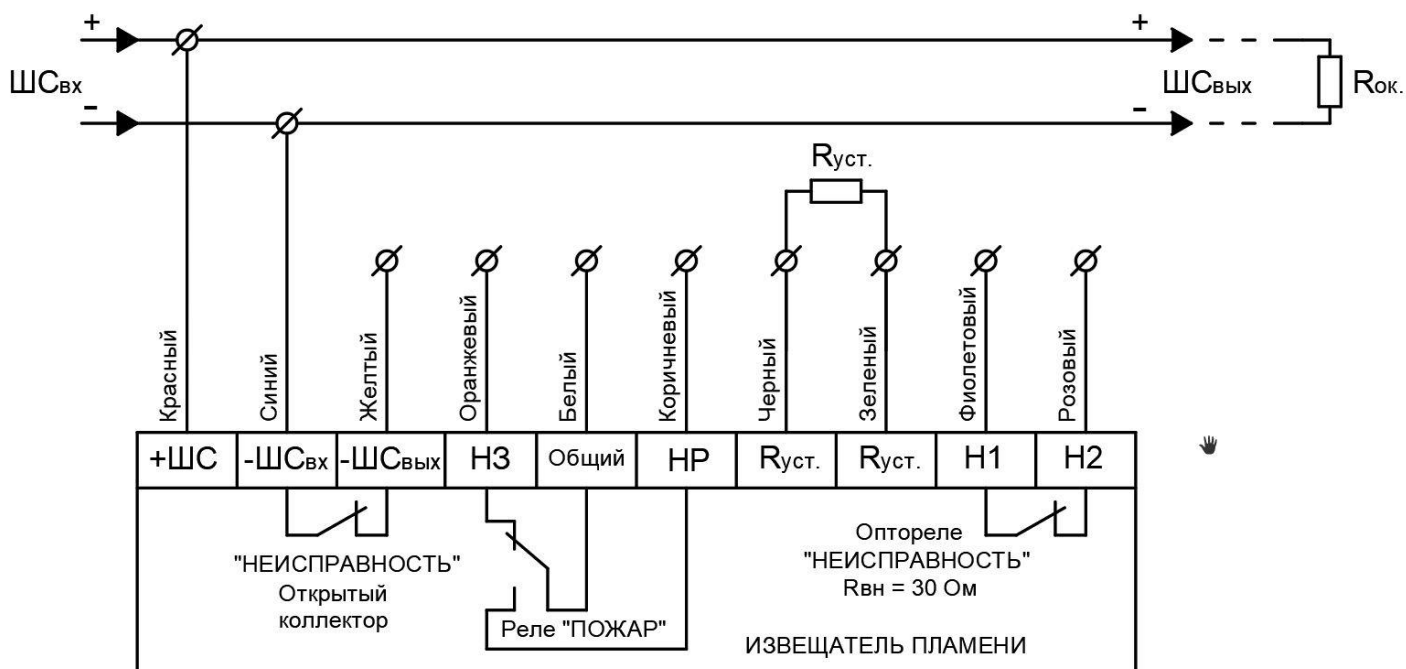 +
+
ШСвх
ШСвых
Rок.
-
-
Rуст.
Красный
Синий
Желтый
Оранжевый
Белый
Коричневый
Черный
Зеленый
Фиолетовый
Розовый
+ШС
-ШСвх
-ШСвых
НЗ
Общий
НР
Rуст.
Rуст.
Н1
Н2
"НЕИСПРАВНОСТЬ"
Открытый
коллектор
Реле "ПОЖАР"
Оптореле
"НЕИСПРАВНОСТЬ"
Rвн = 30 Ом
ИЗВЕЩАТЕЛЬ ПЛАМЕНИ